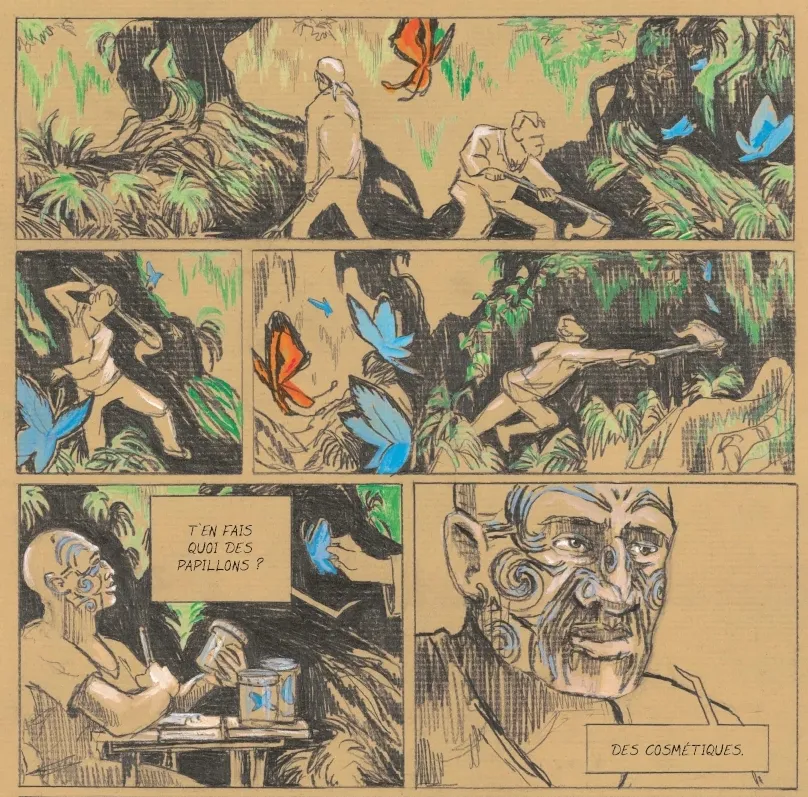 T'EN FAIS
QUOI DES
PAPILLONS ?
DES COSMÉTIQUES.